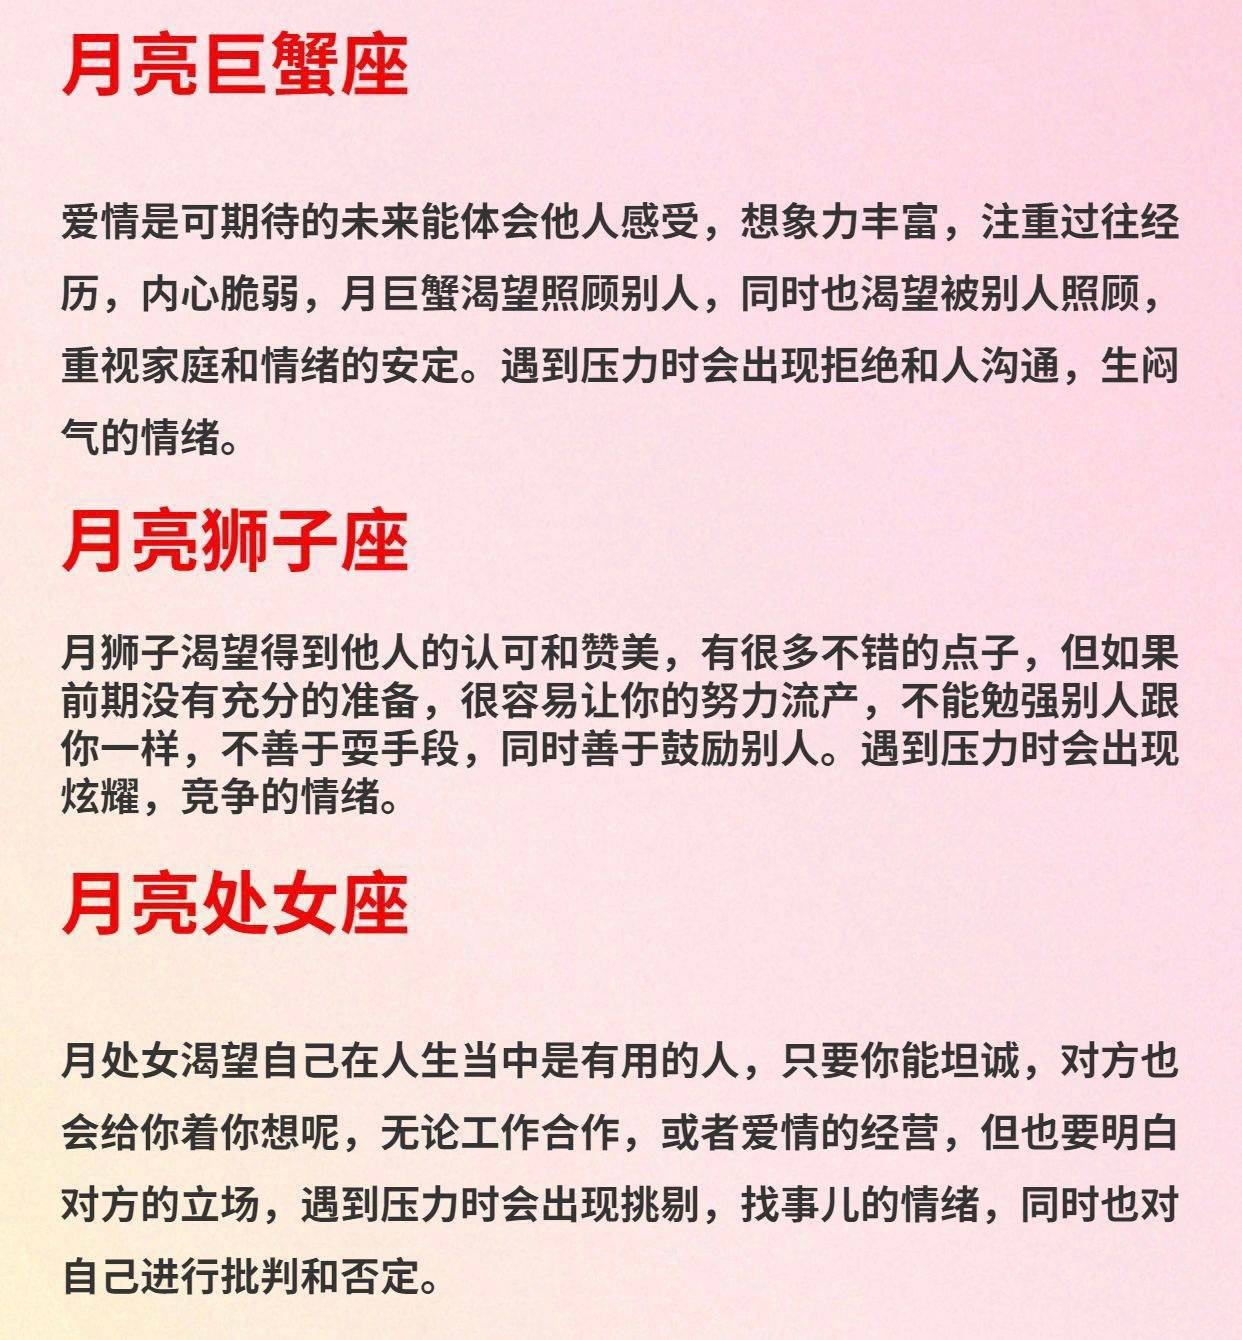 月亮巨蟹座
爱情是可期待的未来能体会他人感受，想象力丰富，注重过往经
历，内心脆弱，月巨蟹渴望照顾别人，同时也渴望被别人照顾，
重视家庭和情绪的安定。遇到压力时会出现拒绝和人沟通，生闷
气的情绪。
月亮狮子座
月狮子渴望得到他人的认可和赞美，有很多不错的点子，但如果
前期没有充分的准备，很容易让你的努力流产，不能勉强别人跟
你一样，不善于耍手段，同时善于鼓励别人。遇到压力时会出现
炫耀，竞争的情绪。
月亮处女座
月处女渴望自己在人生当中是有用的人，只要你能坦诚，对方也
会给你着你想呢，无论工作合作，或者爱情的经营，但也要明白
对方的立场，遇到压力时会出现挑剔，找事儿的情绪，同时也对
自己进行批判和否定。